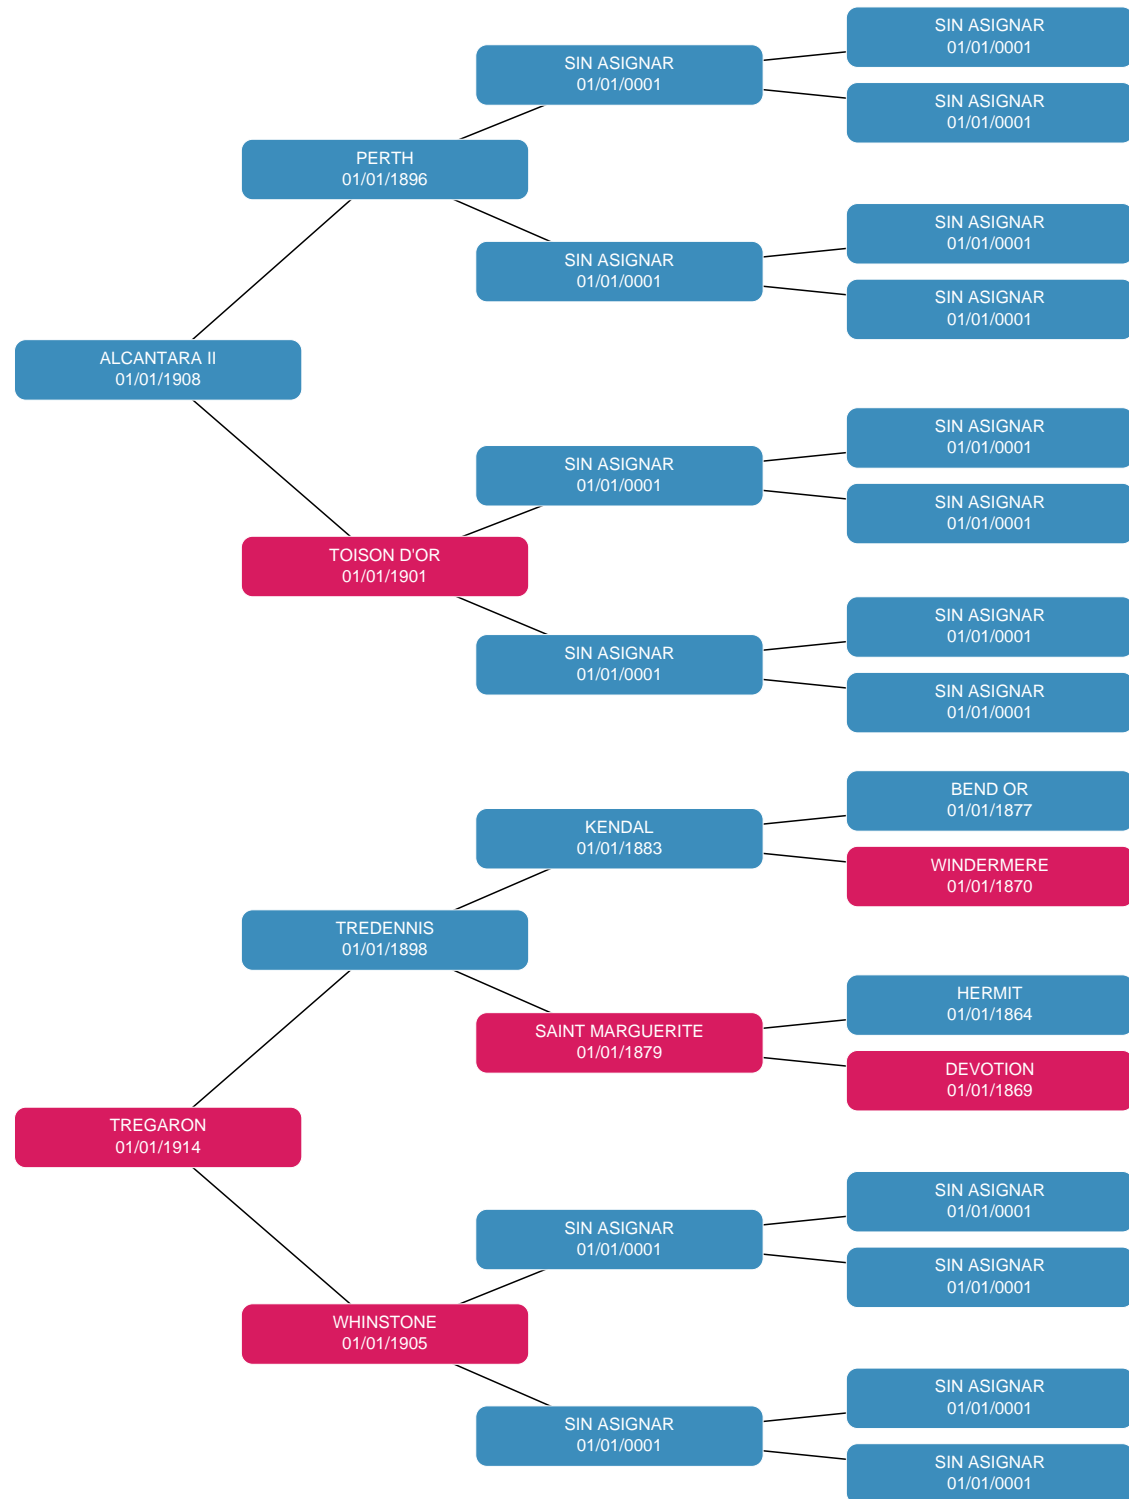 SIN ASIGNAR
01/01/0001
SIN ASIGNAR
01/01/0001
SIN ASIGNAR
01/01/0001
PERTH
01/01/1896
SIN ASIGNAR
01/01/0001
SIN ASIGNAR
01/01/0001
SIN ASIGNAR
01/01/0001
ALCANTARA II
01/01/1908
SIN ASIGNAR
01/01/0001
SIN ASIGNAR
01/01/0001
SIN ASIGNAR
01/01/0001
TOISON D'OR
01/01/1901
SIN ASIGNAR
01/01/0001
SIN ASIGNAR
01/01/0001
SIN ASIGNAR
01/01/0001
BEND OR
01/01/1877
KENDAL
01/01/1883
WINDERMERE
01/01/1870
TREDENNIS
01/01/1898
HERMIT
01/01/1864
SAINT MARGUERITE
01/01/1879
DEVOTION
01/01/1869
TREGARON
01/01/1914
SIN ASIGNAR
01/01/0001
SIN ASIGNAR
01/01/0001
SIN ASIGNAR
01/01/0001
WHINSTONE
01/01/1905
SIN ASIGNAR
01/01/0001
SIN ASIGNAR
01/01/0001
SIN ASIGNAR
01/01/0001